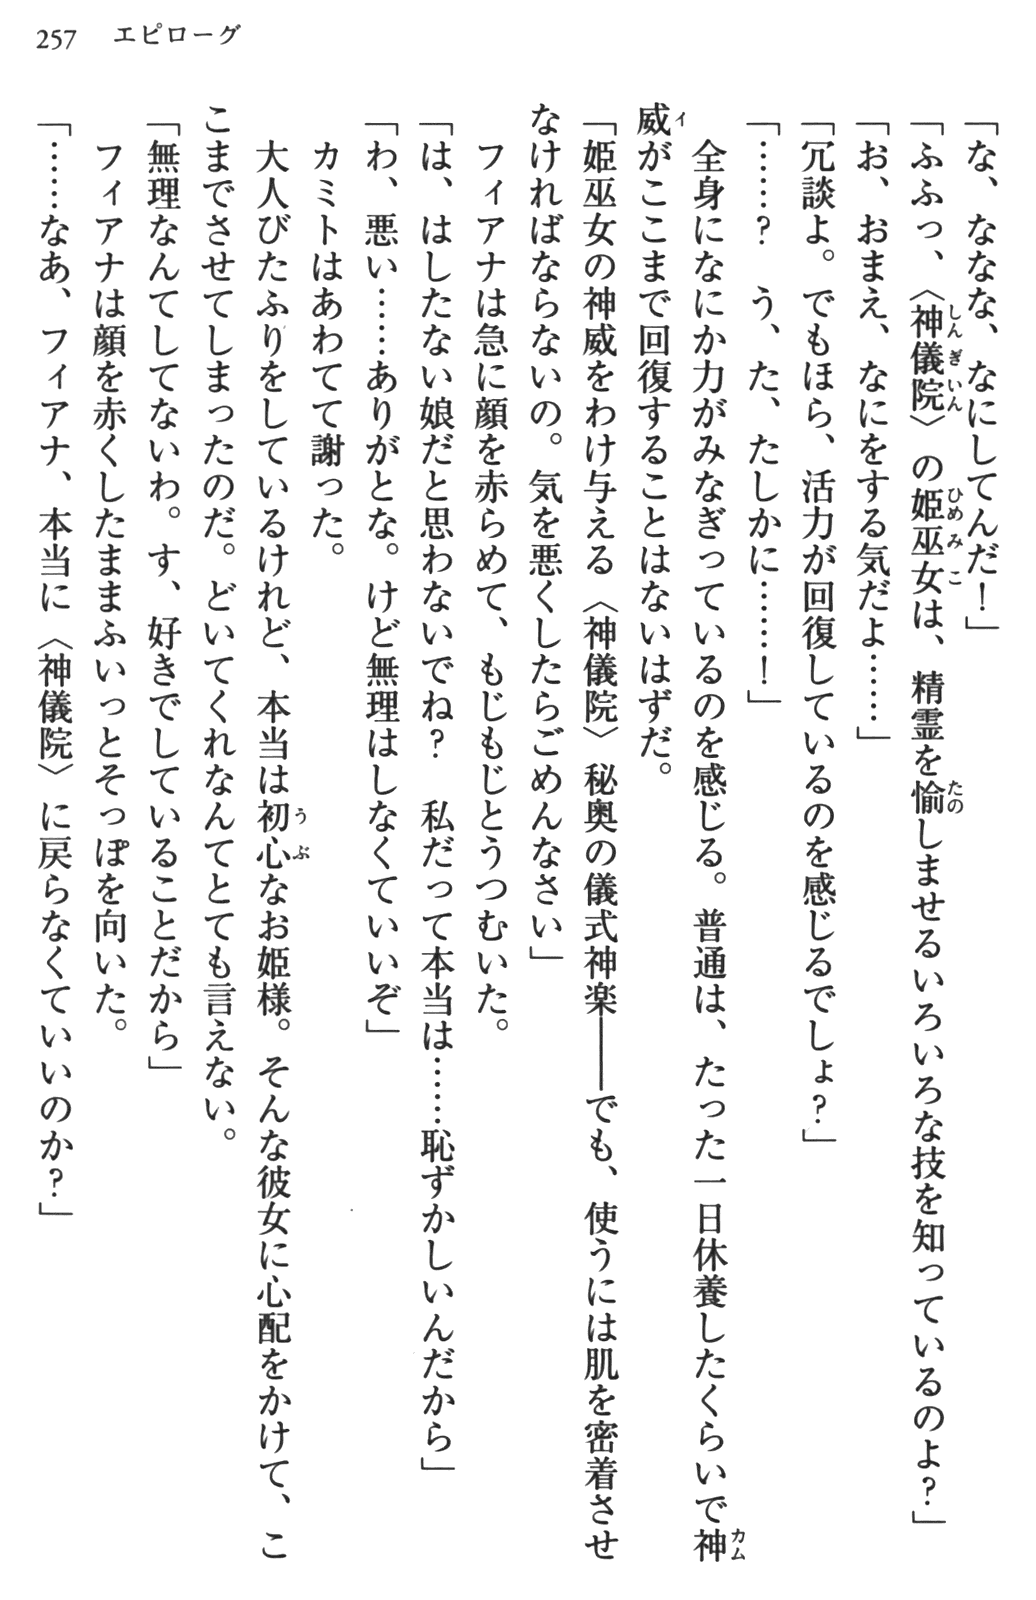 257　エピローグ
「な、ななな、なにしてんだ！」
「ふふっ、〈神儀院〉の姫巫女は、精霊を愉しませるいろいろな技を知っているのよ？」
「お、おまえ、なにをする気だよ……」
「冗談よ。でもほら、活力が回復しているのを感じるでしょ？」
「……？　う、た、たしかに……！」
　全身になにか力がみなぎっているのを感じる。普通は、たった一日休養したくらいで神
威がここまで回復することはないはずだ。
「姫巫女の神威をわけ与える〈神儀院〉秘奥の儀式神楽――でも、使うには肌を密着させ
なければならないの。気を悪くしたらごめんなさい」
　フィアナは急に顔を赤らめて、もじもじとうつむいた。
「は、はしたない娘だと思わないでね？　私だって本当は……恥ずかしいんだから」
「わ、悪い……ありがとな。けど無理はしなくていいぞ」
　カミトはあわてて謝った。
　大人びたふりをしているけれど、本当は初心なお姫様。そんな彼女に心配をかけて、こ
こまでさせてしまったのだ。どいてくれなんてとても言えない。
「無理なんてしてないわ。す、好きでしていることだから」
　フィアナは顔を赤くしたままふいっとそっぽを向いた。
「……なあ、フィアナ、本当に〈神儀院〉に戻らなくていいのか？」